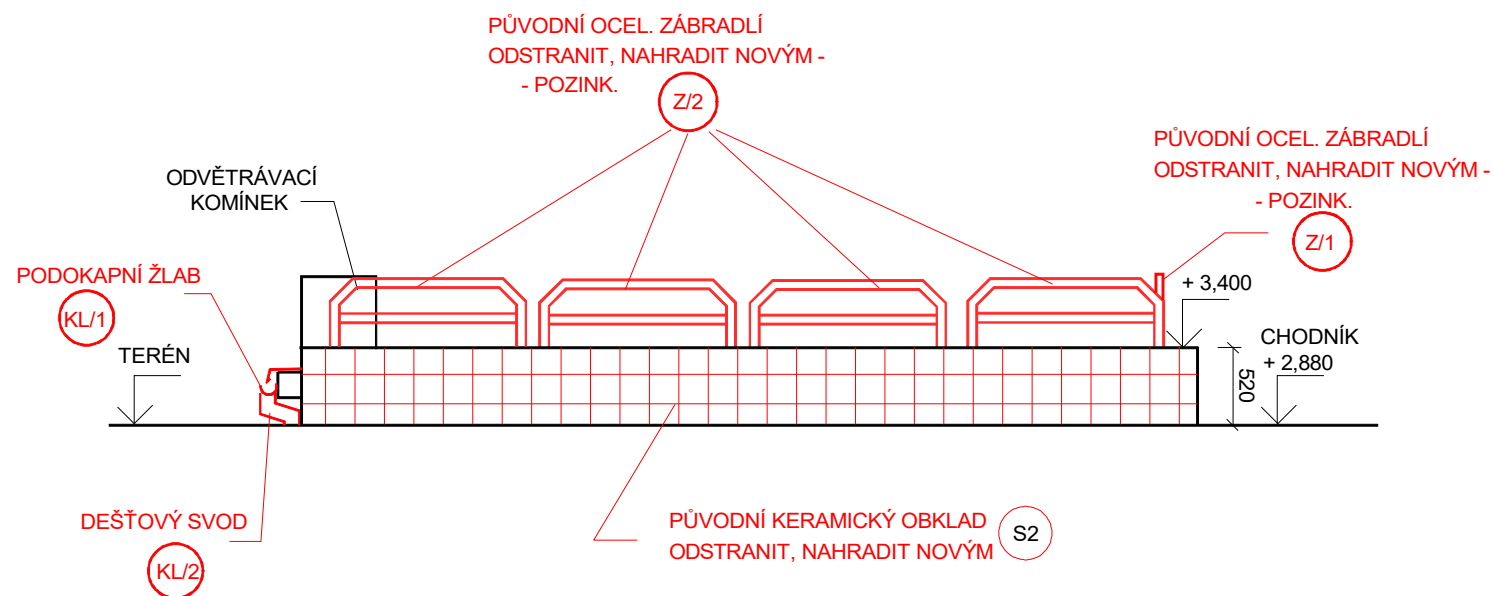 PŮVODNÍ OCEL. ZÁBRADLÍ
ODSTRANIT, NAHRADIT NOVÝM -
- POZINK.
Z/2
PŮVODNÍ OCEL. ZÁBRADLÍ
ODSTRANIT, NAHRADIT NOVÝM -
- POZINK.
Z/1
ODVĚTRÁVACÍ
KOMÍNEK
PODOKAPNÍ ŽLAB
KL/1
TERÉN
+ 3,400
CHODNÍK
+ 2,880
520
DEŠŤOVÝ SVOD
KL/2
PŮVODNÍ KERAMICKÝ OBKLAD
ODSTRANIT, NAHRADIT NOVÝM
S2